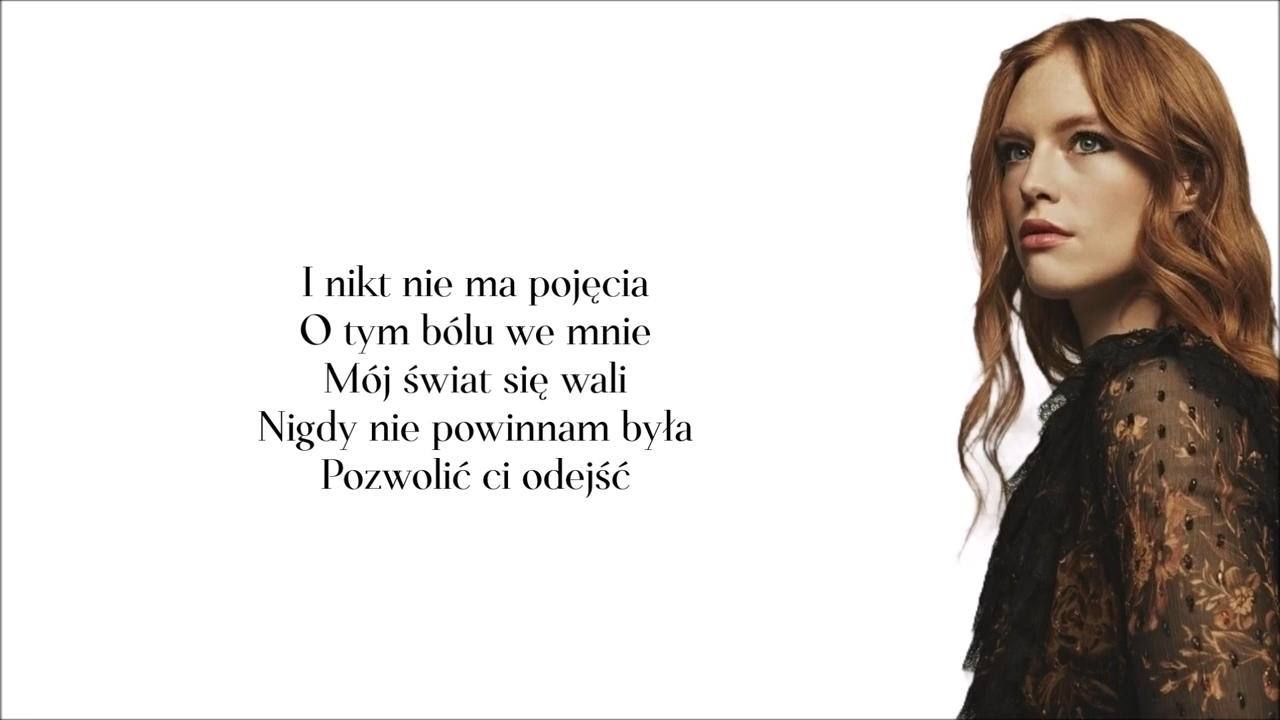 I nikt nie ma pojęcia
O tym bólu we mnie
Mój świat się wali
Nigdy nie powinnam była
Pozwolić ci odejść